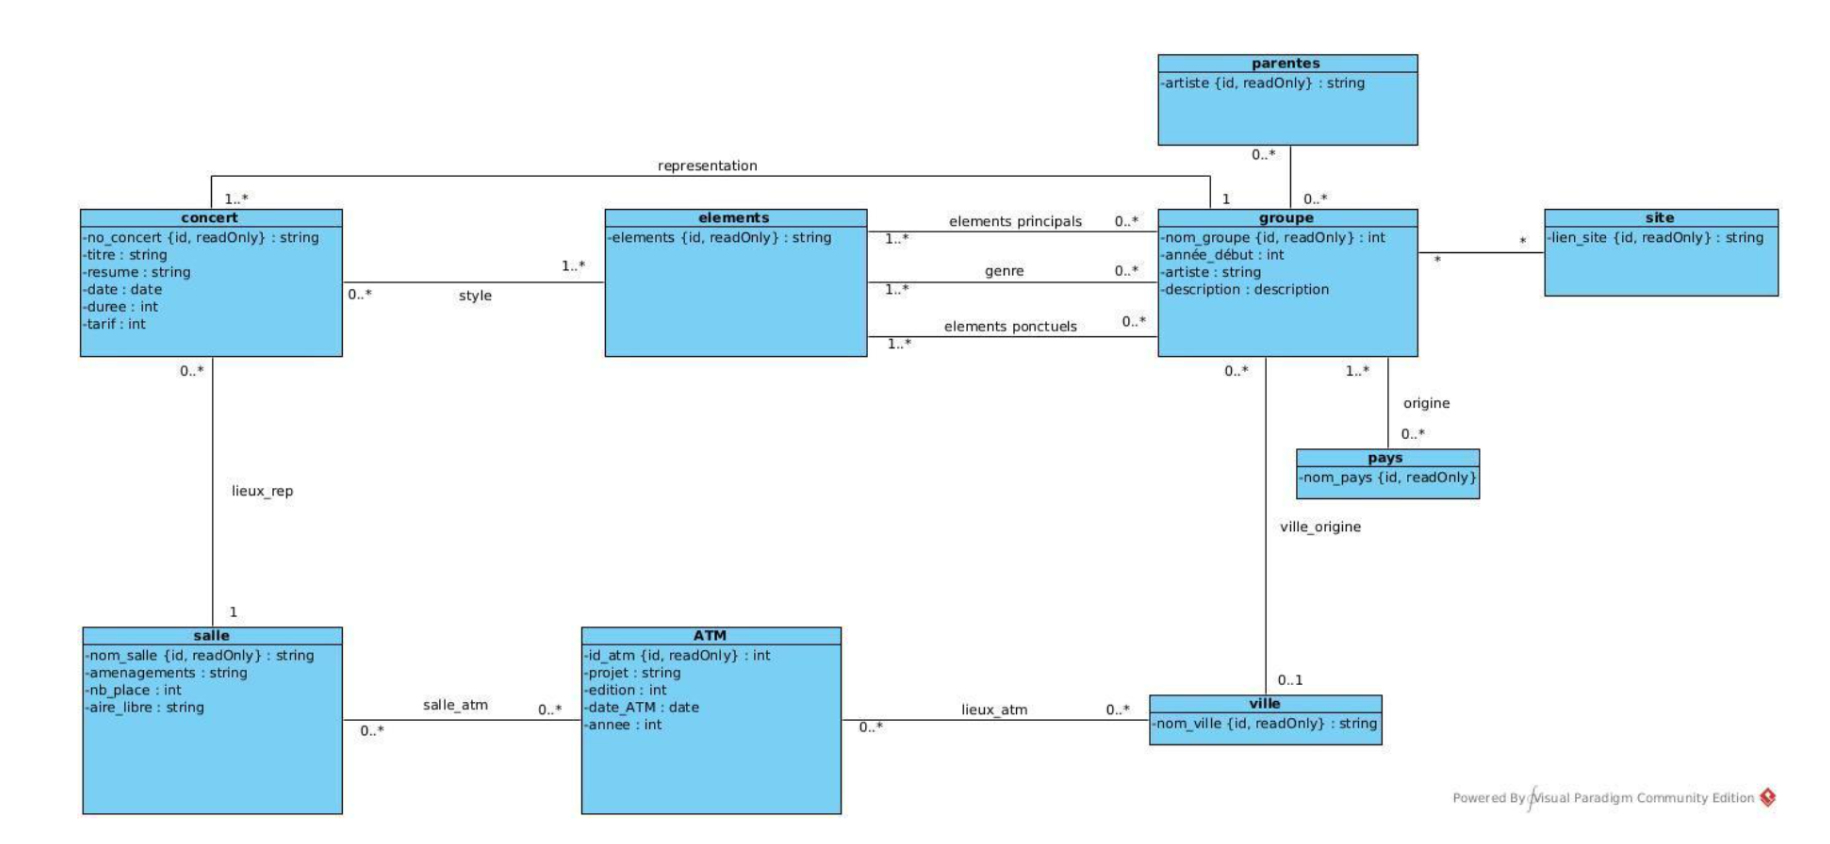 parentes
-artiste {id, readOnly} : string
0..*
representation
1..*
1
0..*
concert
-no_concert {id, readOnly} : string
-titre : string
-resume : string
-date : date
-duree : int
-tarif : int
elements
-elements {id, readOnly} : string
elements principals
0..*
1..*
genre
0..*
1..*
elements ponctuels
0..*
1..*
groupe
-nom_groupe {id, readOnly} : int
-année_début : int
-artiste : string
-description : description
*
*
site
-lien_site {id, readOnly} : string
1..*
0..*
style
0..*
0..*
1..*
origine
0..*
pays
-nom_pays {id, readOnly}
lieux_rep
ville_origine
1
0..1
salle
-nom_salle {id, readOnly} : string
-amenagements : string
-nb_place : int
-aire_libre : string
salle_atm
0..*
0..*
ATM
-id_atm {id, readOnly} : int
-projet : string
-edition : int
-date_ATM : date
-annee : int
lieux_atm
0..*
0..*
ville
-nom_ville {id, readOnly} : string
Powered By Visual Paradigm Community Edition